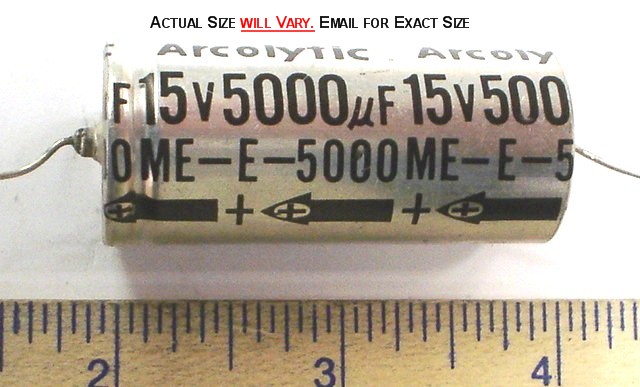 ACTUAL SIZE WILL VARY. EMAIL FOR EXACT SIZE
Arcolytic Arcoly
F 15V 5000µF 15V 500
0 ME-E-5000 ME-E-5
+ + + + +
2 3 4